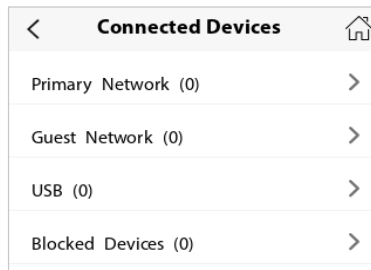 Connected Devices
Primary Network (0)
Guest Network (0)
USB (0)
Blocked Devices (0)